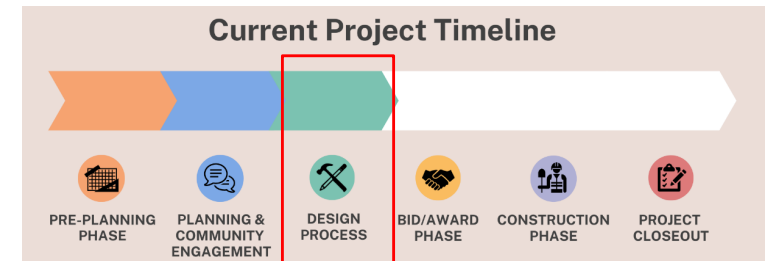 Current Project Timeline
PRE-PLANNING
PHASE
PLANNING &
COMMUNITY
ENGAGEMENT
DESIGN
PROCESS
BID/AWARD
PHASE
CONSTRUCTION
PHASE
PROJECT
CLOSEOUT